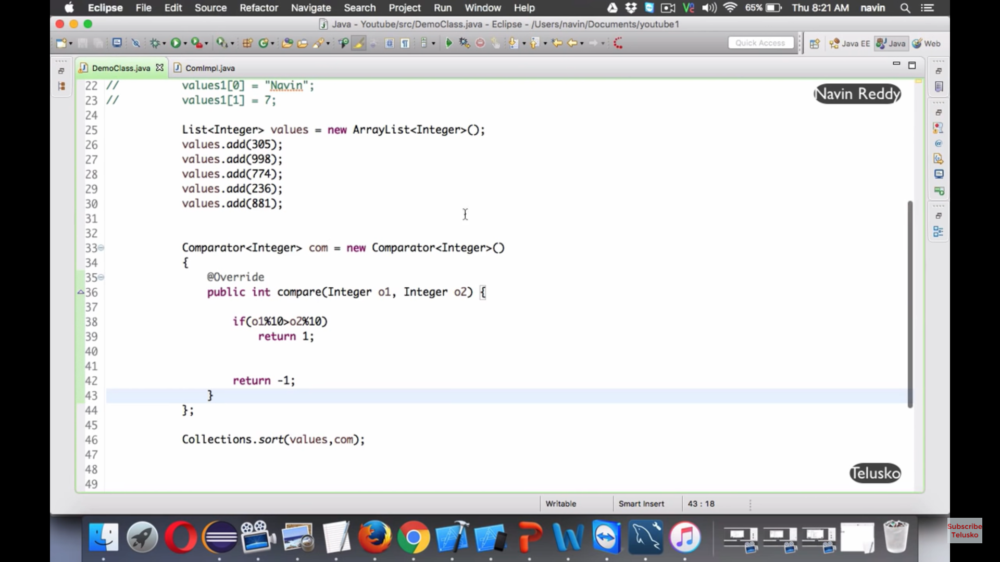 Eclipse File Edit Source Refactor Navigate Search Project Run Window Help 65% Thu 8:21 AM navin
Java - Youtube/src/DemoClass.java - Eclipse - /Users/navin/Documents/youtube1
Quick Access Java EE Java Web
DemoClass.java ComImpl.java
22 // values1[0] = "Navin";
23 // values1[1] = 7;
24
25 List<Integer> values = new ArrayList<Integer>();
26 values.add(305);
27 values.add(998);
28 values.add(774);
29 values.add(236);
30 values.add(881);
31
32
33 Comparator<Integer> com = new Comparator<Integer>()
34 {
35 @Override
36 public int compare(Integer o1, Integer o2) {
37
38 if(o1%10>o2%10)
39 return 1;
40
41
42 return -1;
43 }
44 };
45
46 Collections.sort(values,com);
47
48
49
Navin Reddy
Telusko
Writable Smart Insert 43 : 18
Subscribe
Telusko